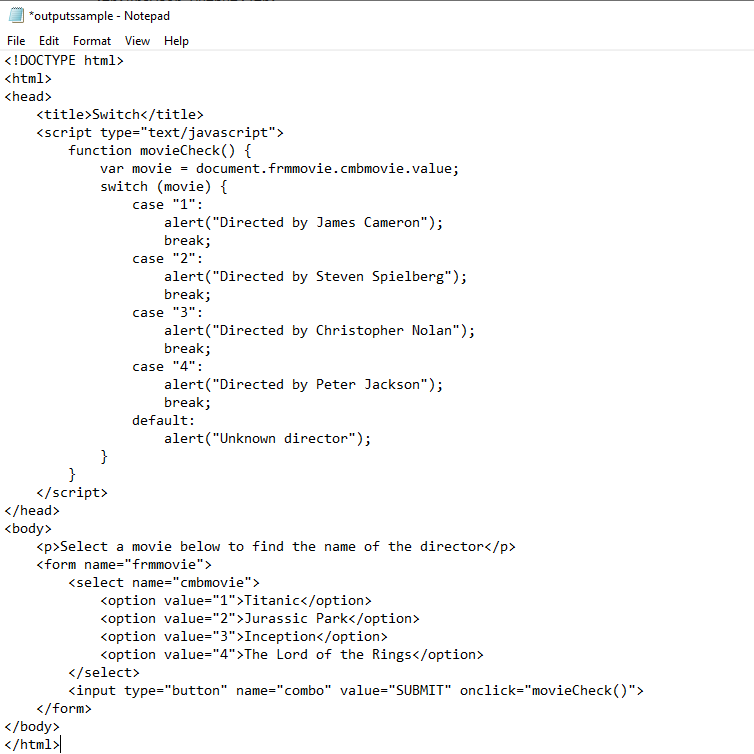 *outputssample - Notepad
File Edit Format View Help
<!DOCTYPE html>
<html>
<head>
    <title>Switch</title>
    <script type="text/javascript">
        function movieCheck() {
            var movie = document.frmmovie.cmbmovie.value;
            switch (movie) {
                case "1":
                    alert("Directed by James Cameron");
                    break;
                case "2":
                    alert("Directed by Steven Spielberg");
                    break;
                case "3":
                    alert("Directed by Christopher Nolan");
                    break;
                case "4":
                    alert("Directed by Peter Jackson");
                    break;
                default:
                    alert("Unknown director");
            }
        }
    </script>
</head>
<body>
    <p>Select a movie below to find the name of the director</p>
    <form name="frmmovie">
        <select name="cmbmovie">
            <option value="1">Titanic</option>
            <option value="2">Jurassic Park</option>
            <option value="3">Inception</option>
            <option value="4">The Lord of the Rings</option>
        </select>
        <input type="button" name="combo" value="SUBMIT" onclick="movieCheck()">
    </form>
</body>
</html>